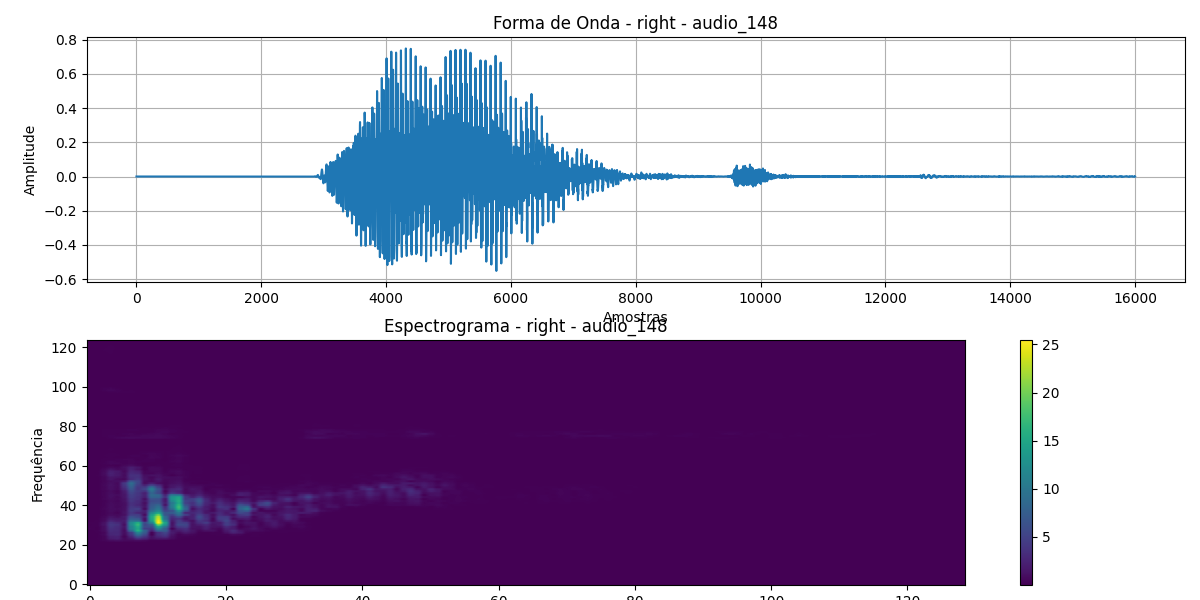 Forma de Onda - right - audio_148
0.8
0.6
0.4
0.2
0.0
−0.2
−0.4
−0.6
Amplitude
0 2000 4000 6000 8000 10000 12000 14000 16000
Amostras
Espectrograma - right - audio_148
120
100
80
60
40
20
0
Frequência
25
20
15
10
5
0 20 40 60 80 100 120